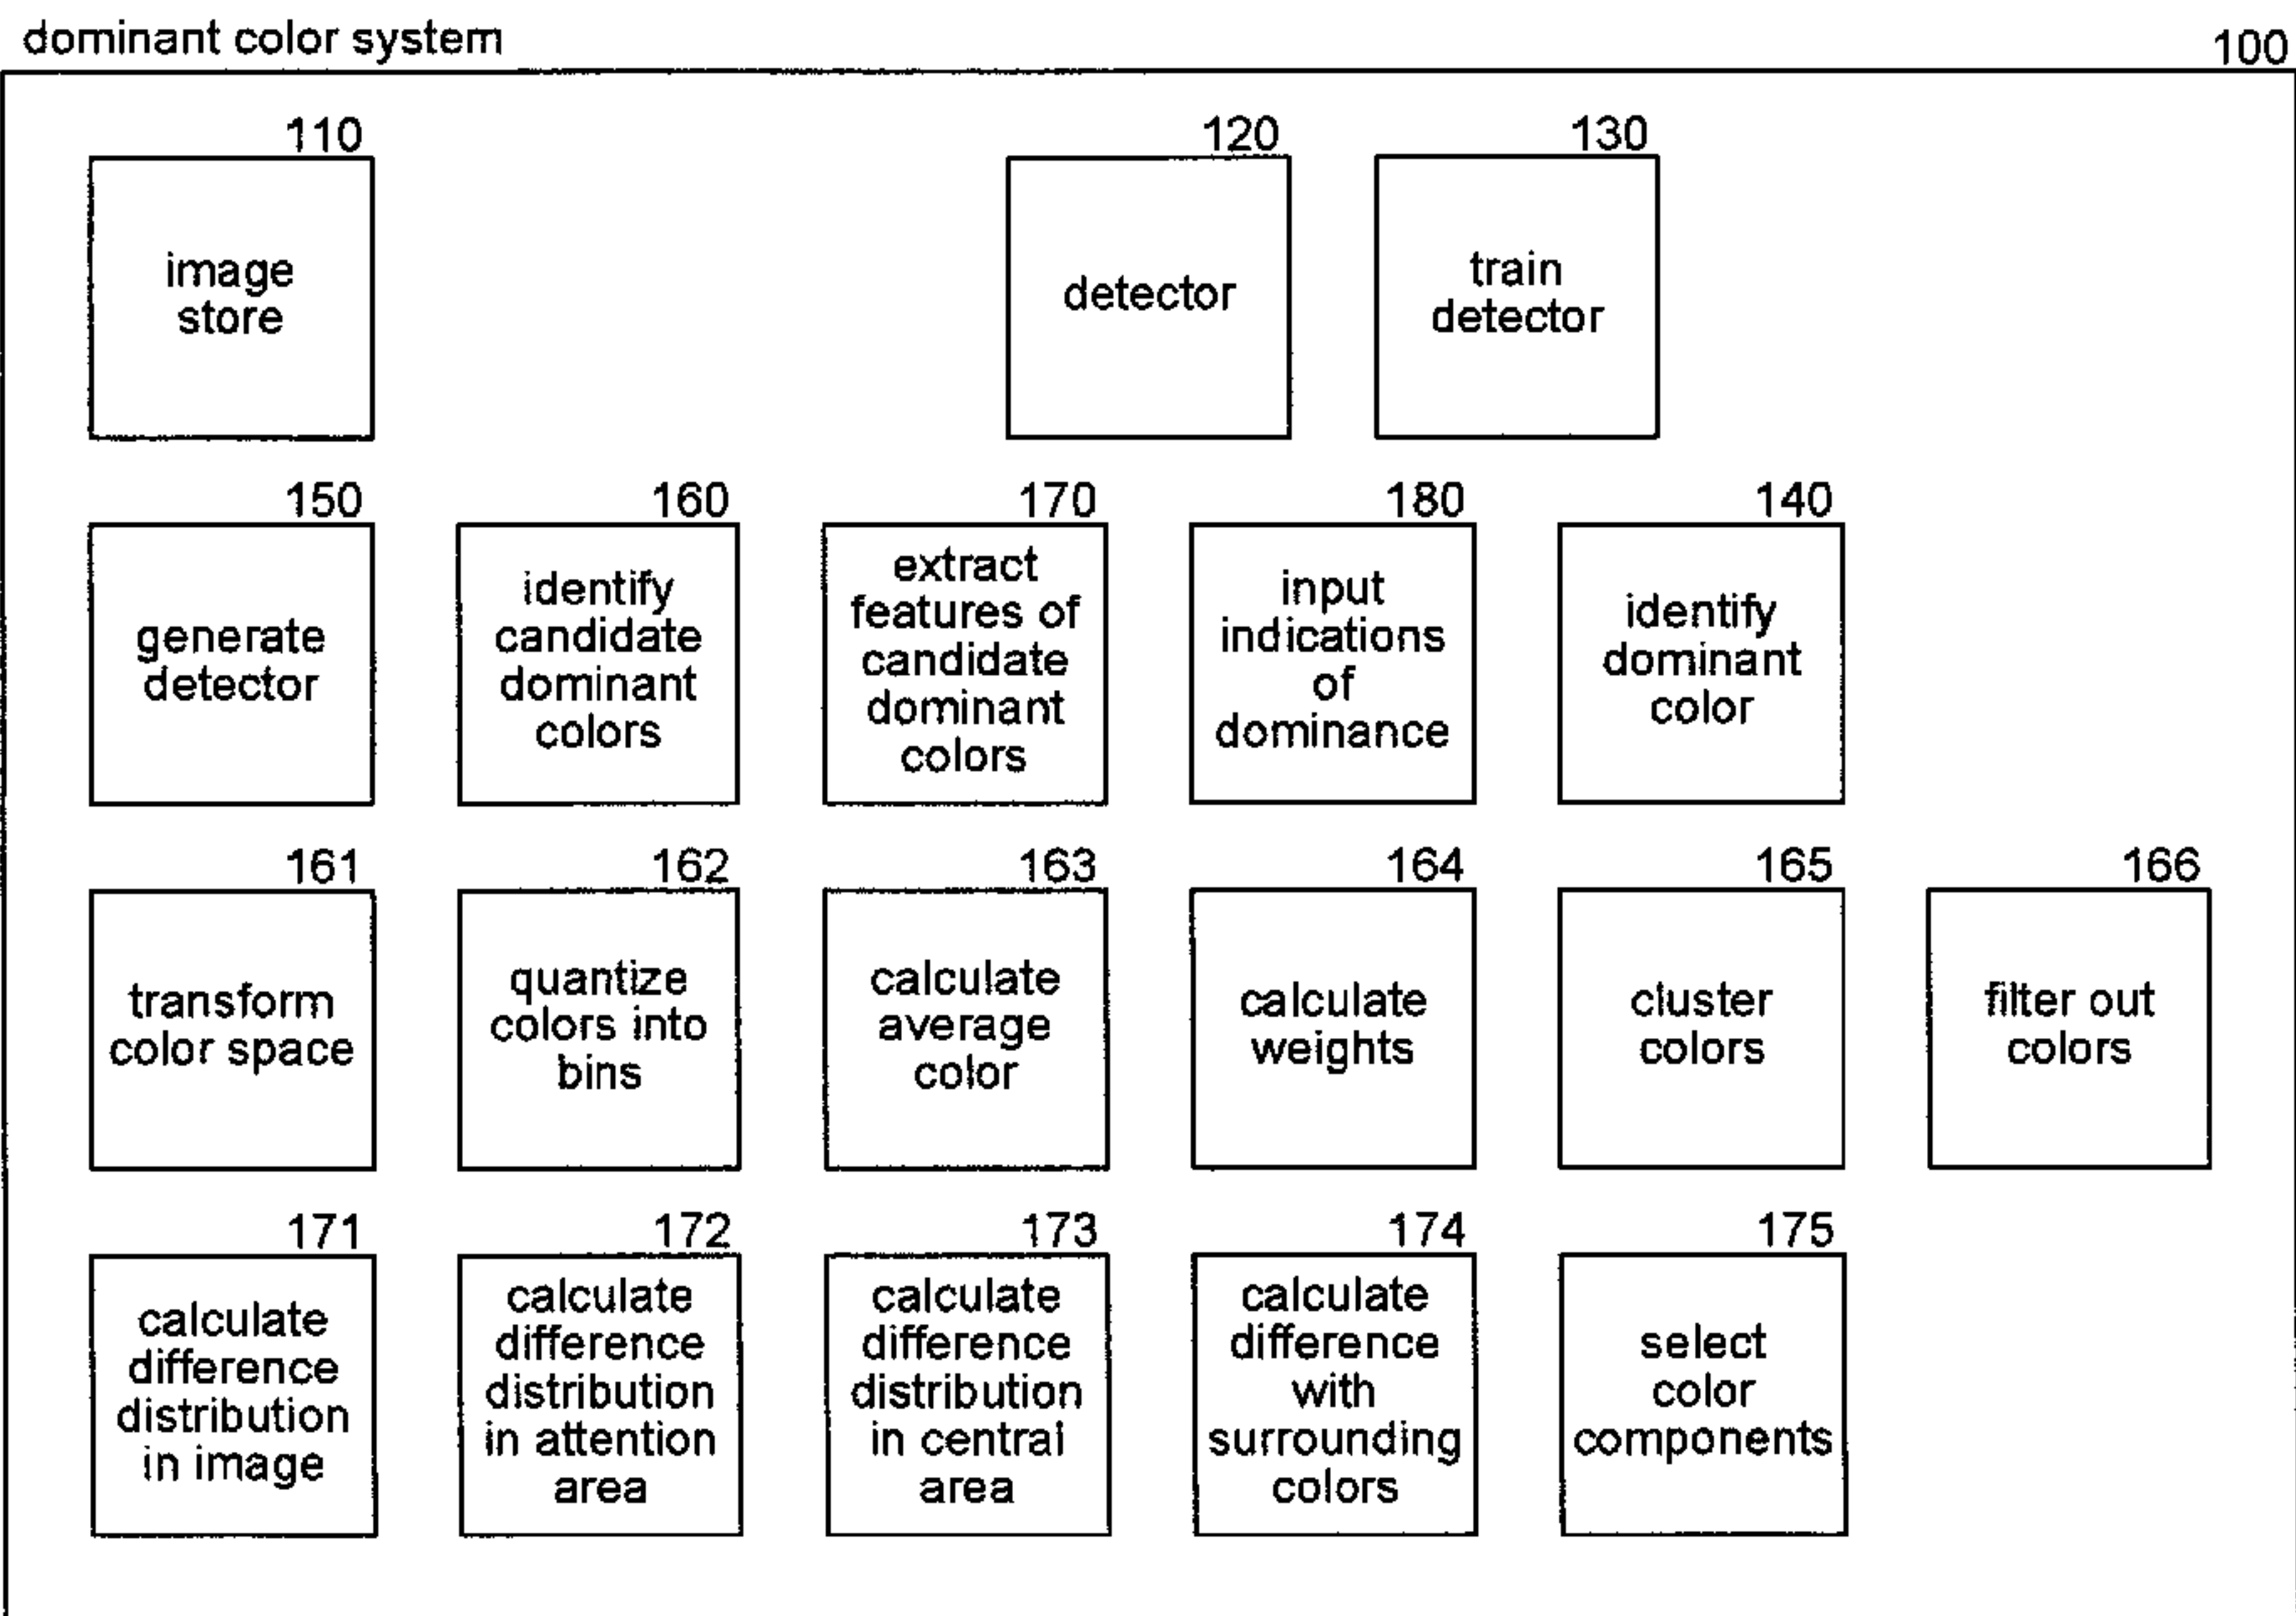 dominant color system
100
110
120
130
image
store
detector
train
detector
150
160
170
180
140
generate
detector
identify
candidate
dominant
colors
extract
features of
candidate
dominant
colors
input
indications
of
dominance
identify
dominant
color
161
162
163
164
165
166
transform
color space
quantize
colors into
bins
calculate
average
color
calculate
weights
cluster
colors
filter out
colors
171
172
173
174
175
calculate
difference
distribution
in image
calculate
difference
distribution
in attention
area
calculate
difference
distribution
in central
area
calculate
difference
with
surrounding
colors
select
color
components